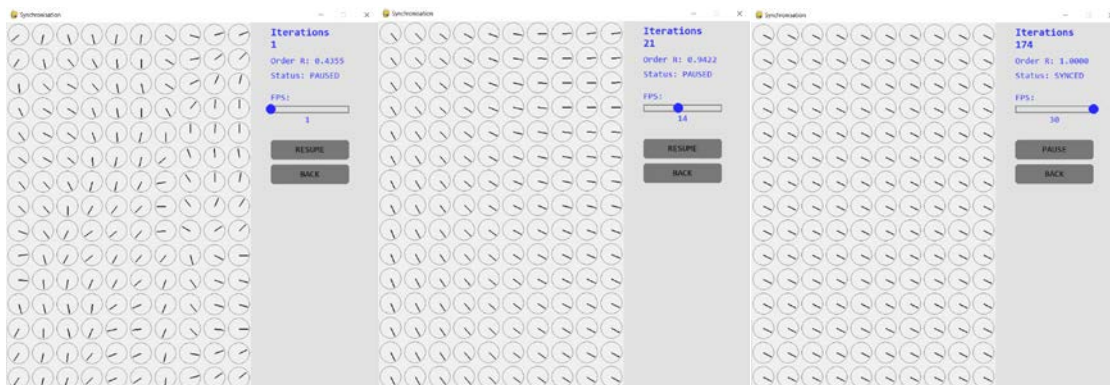 Synchronisation
Iterations
1
Order R: 0.4355
Status: PAUSED
FPS:
1
RESUME
BACK
Synchronisation
Iterations
21
Order R: 0.9422
Status: PAUSED
FPS:
14
RESUME
BACK
Synchronisation
Iterations
174
Order R: 1.0000
Status: SYNCED
FPS:
30
PAUSE
BACK